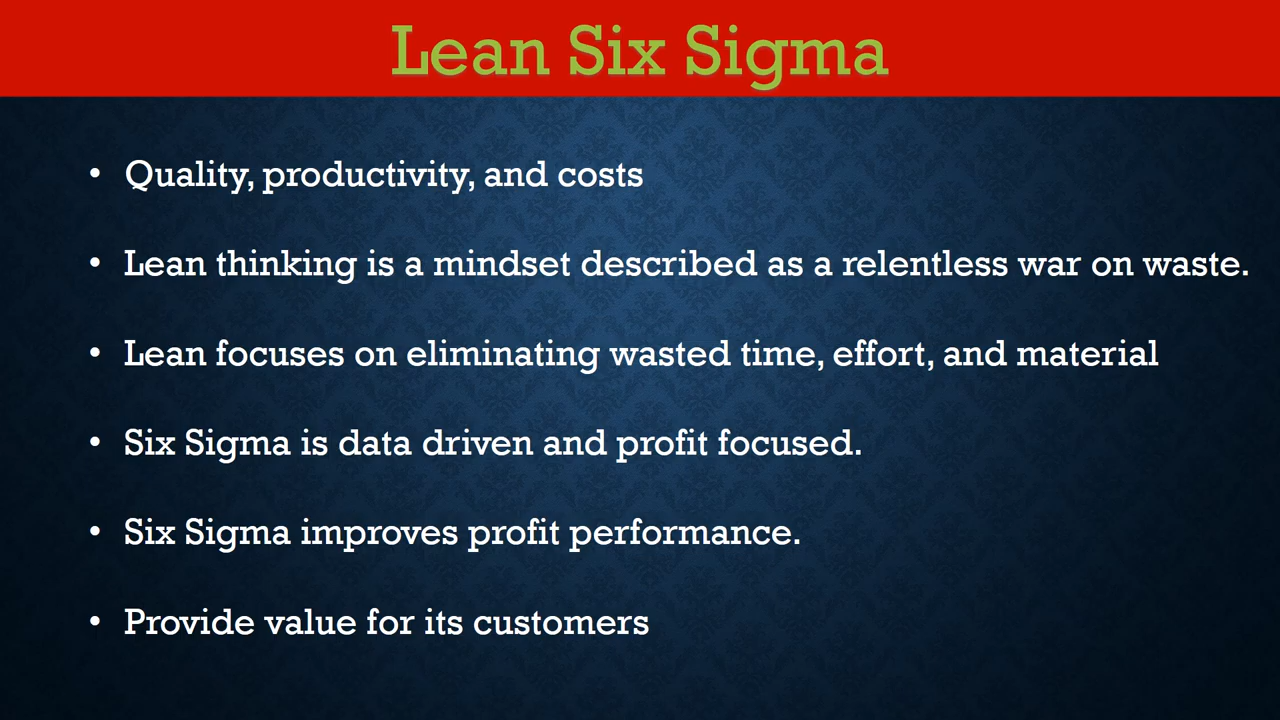 Lean Six Sigma
• Quality, productivity, and costs
• Lean thinking is a mindset described as a relentless war on waste.
• Lean focuses on eliminating wasted time, effort, and material
• Six Sigma is data driven and profit focused.
• Six Sigma improves profit performance.
• Provide value for its customers